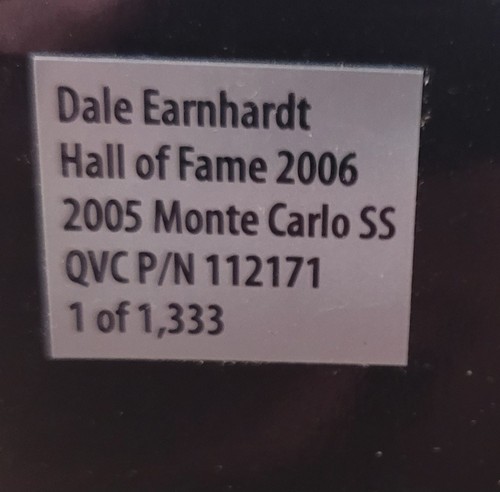 Dale Earnhardt
Hall of Fame 2006
2005 Monte Carlo SS
QVC P/N 112171
1 of 1,333